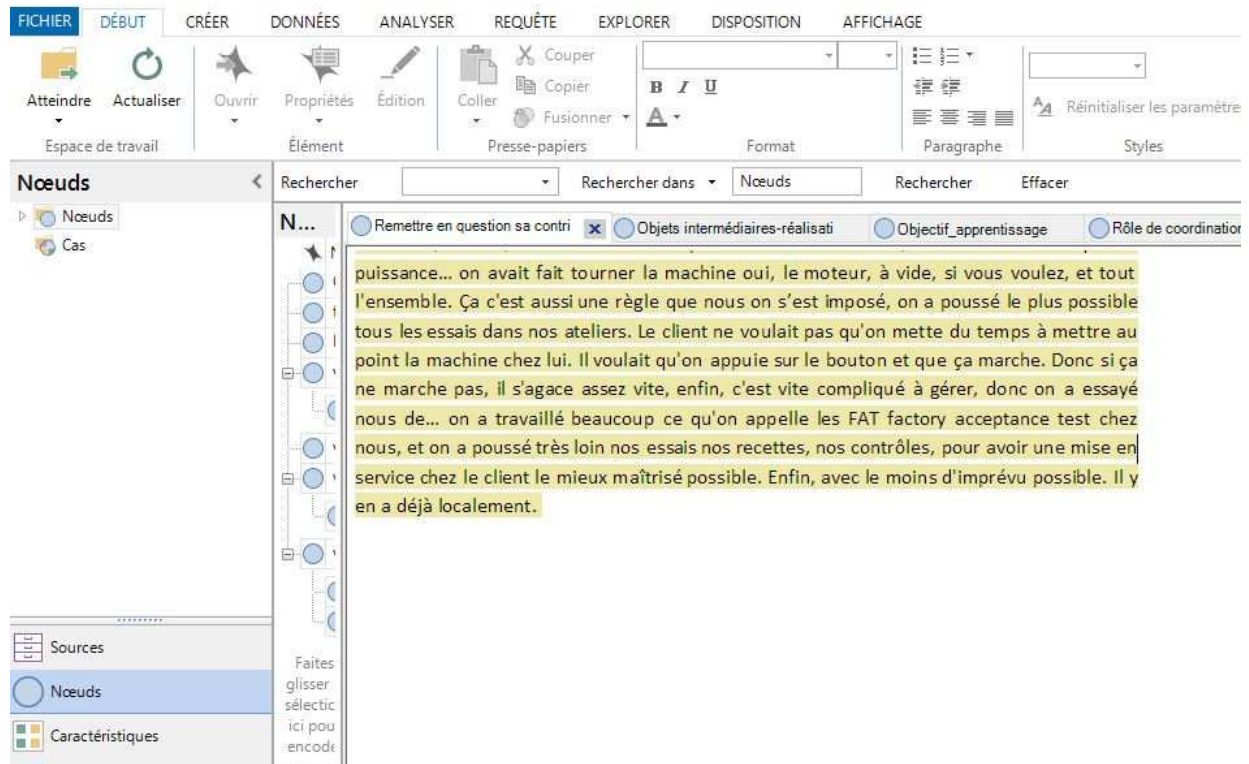 FICHIER DÉBUT CRÉER DONNÉES ANALYSER REQUÊTE EXPLORER DISPOSITION AFFICHAGE
Atteindre Actualiser Ouvrir Propriétés Édition Coller
Couper
Copier
Fusionner
B I U
A
Réinitialiser les paramètre
Espace de travail Élément Presse-papiers Format Paragraphe Styles
Nœuds
Rechercher Rechercher dans Nœuds Rechercher Effacer
Nœuds
Cas
N...
Remettre en question sa contri Objets intermédiaires-réalisati Objectif_apprentissage Rôle de coordination
puissance... on avait fait tourner la machine oui, le moteur, à vide, si vous voulez, et tout
l'ensemble. Ça c'est aussi une règle que nous on s'est imposé, on a poussé le plus possible
tous les essais dans nos ateliers. Le client ne voulait pas qu'on mette du temps à mettre au
point la machine chez lui. Il voulait qu'on appuie sur le bouton et que ça marche. Donc si ça
ne marche pas, il s'agace assez vite, enfin, c'est vite compliqué à gérer, donc on a essayé
nous de... on a travaillé beaucoup ce qu'on appelle les FAT factory acceptance test chez
nous, et on a poussé très loin nos essais nos recettes, nos contrôles, pour avoir une mise en
service chez le client le mieux maîtrisé possible. Enfin, avec le moins d'imprévu possible. Il y
en a déjà localement.
Sources
Nœuds
Caractéristiques
Faites
glisser
sélectic
ici pou
encode